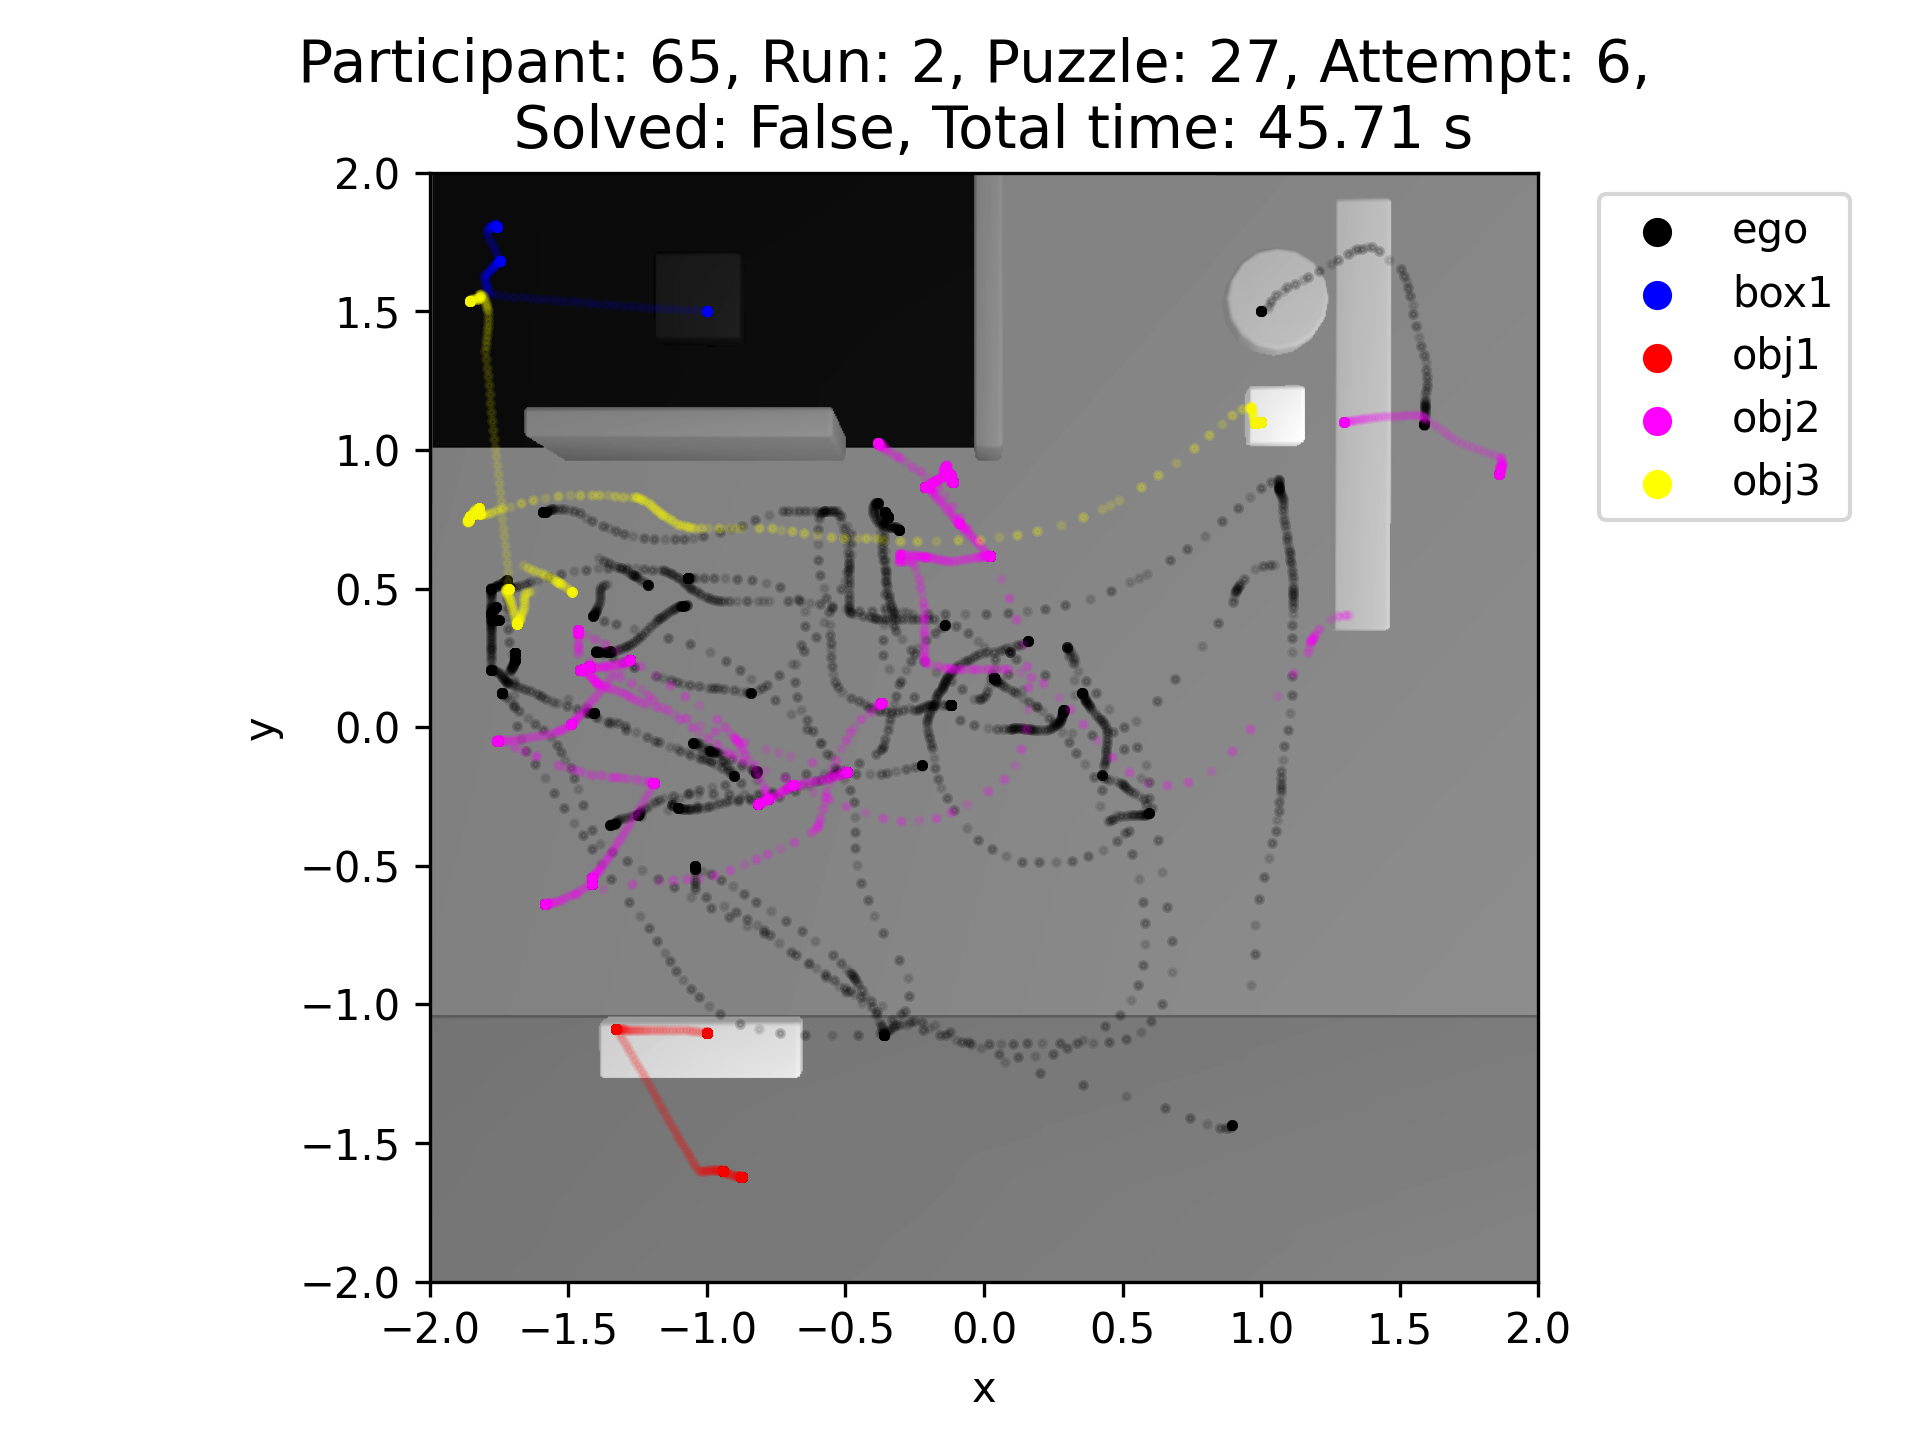 Participant: 65, Run: 2, Puzzle: 27, Attempt: 6,
Solved: False, Total time: 45.71 s
2.0
1.5
1.0
0.5
0.0
−0.5
−1.0
−1.5
−2.0
y
−2.0 −1.5 −1.0 −0.5 0.0 0.5 1.0 1.5 2.0
x
ego
box1
obj1
obj2
obj3